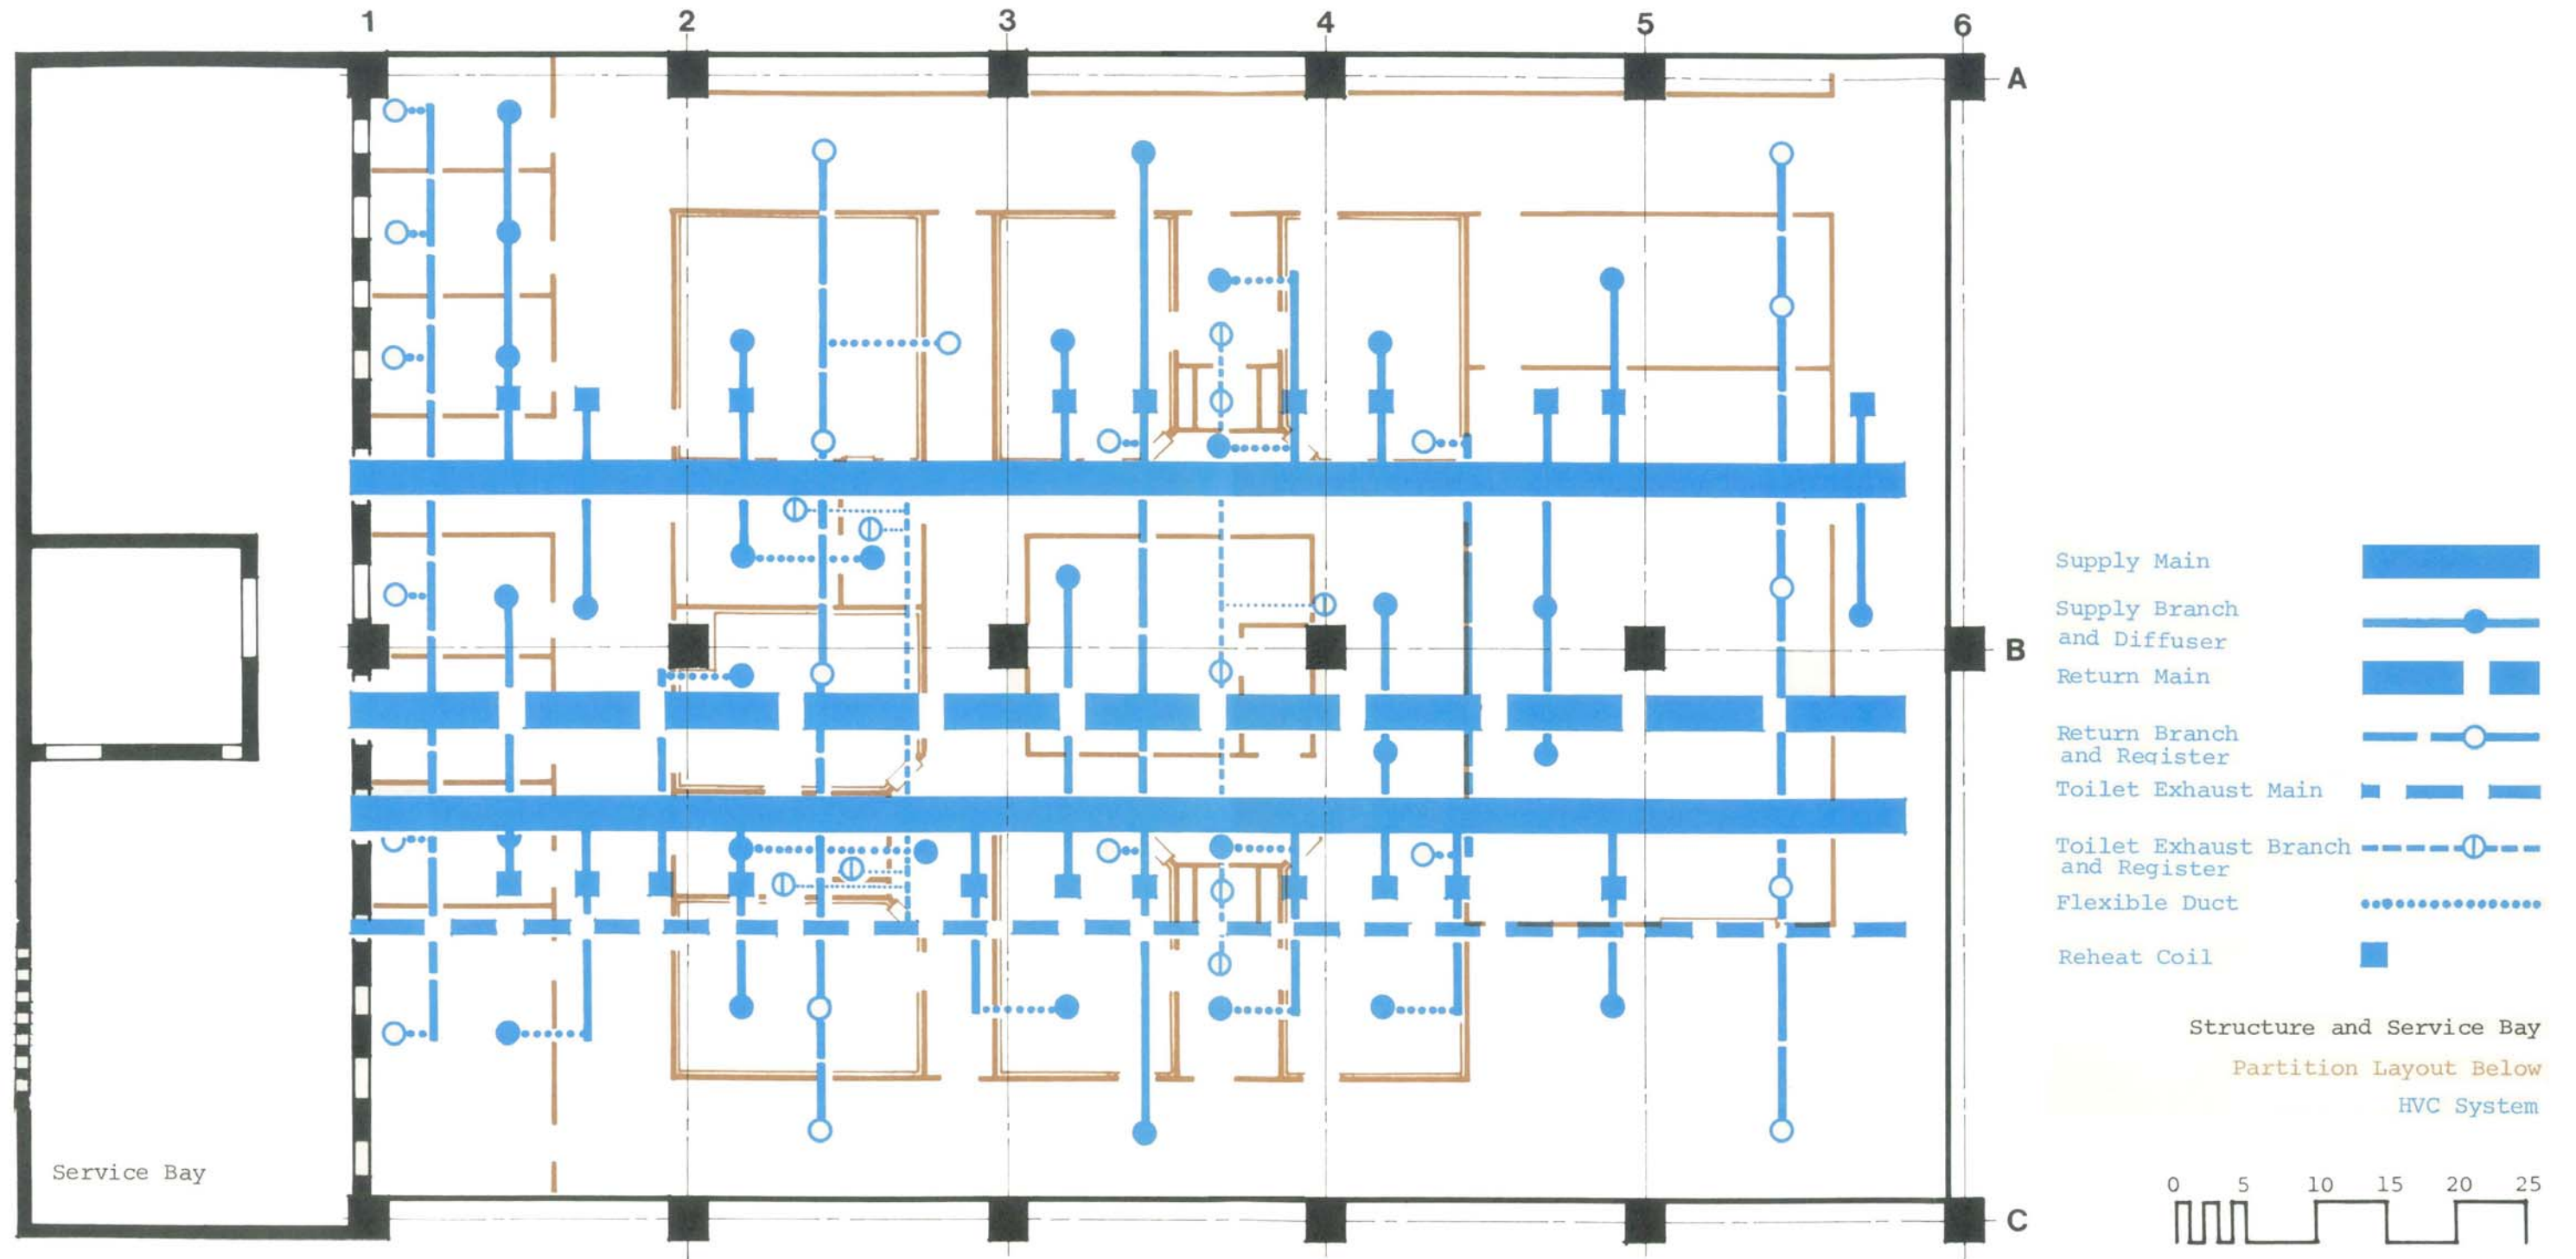 1 2 3 4 5 6
A
B
Supply Main
Supply Branch
and Diffuser
Return Main
Return Branch
and Register
Toilet Exhaust Main
Toilet Exhaust Branch
and Register
Flexible Duct
Reheat Coil
Structure and Service Bay
Partition Layout Below
HVC System
Service Bay
0 5 10 15 20 25
C